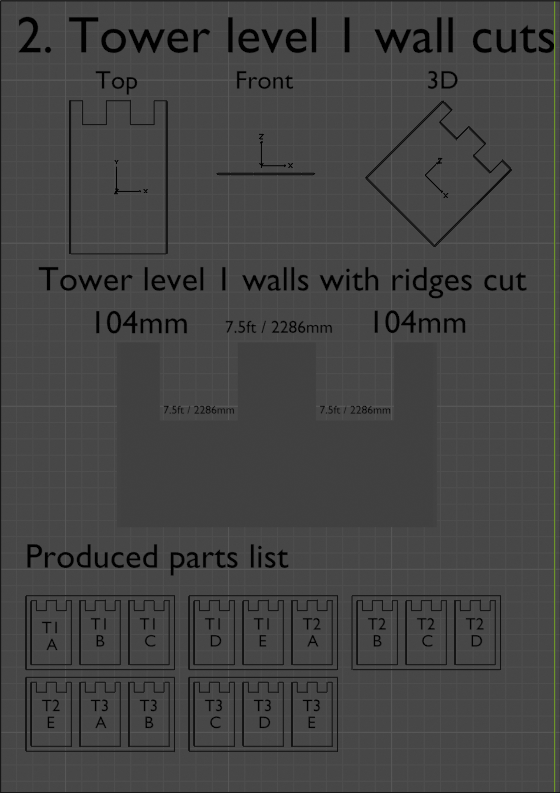 2. Tower level 1 wall cuts
Top Front 3D
Z
Y
X
X
Z
X
Tower level 1 walls with ridges cut
104mm 7.5ft / 2286mm 104mm
7.5ft / 2286mm 7.5ft / 2286mm
Produced parts list
T1 T1 T1 T1 T1 T2 T2 T2 T2
A B C D E A B C D
T2 T3 T3 T3 T3 T3
E A B C D E